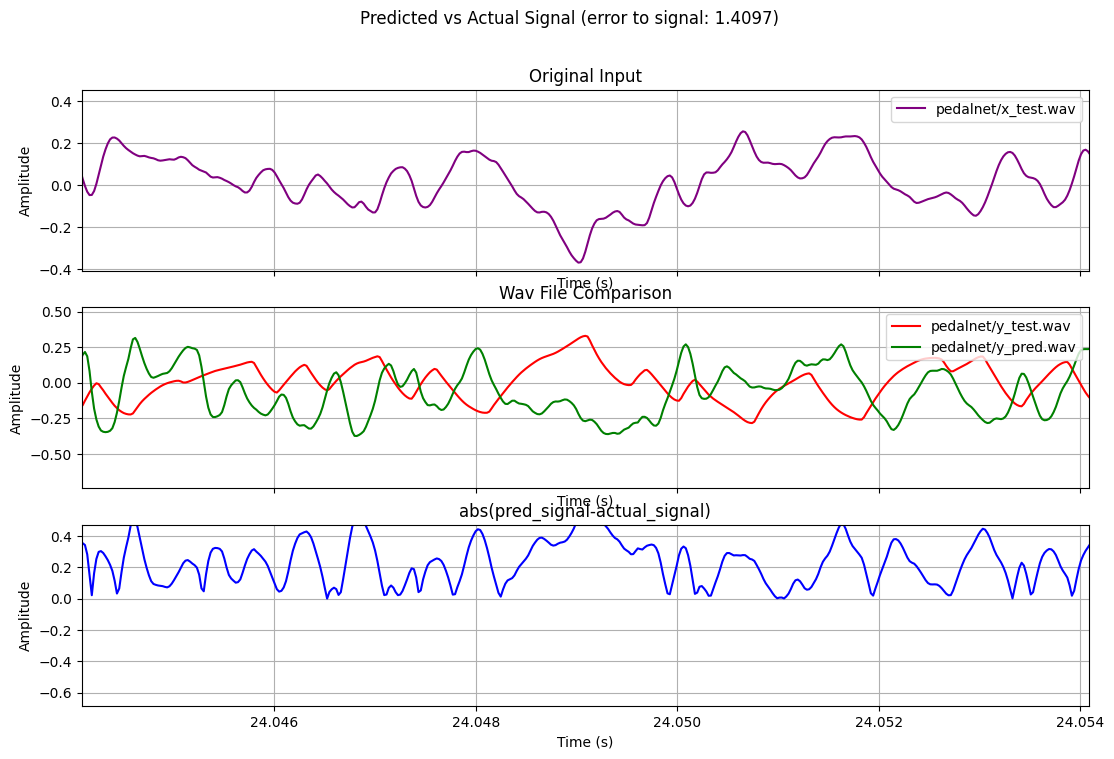 Predicted vs Actual Signal (error to signal: 1.4097)
Original Input
0.4
0.2
0.0
−0.2
−0.4
Amplitude
pedalnet/x_test.wav
Time (s)
Wav File Comparison
0.50
0.25
0.00
−0.25
−0.50
Amplitude
pedalnet/y_test.wav
pedalnet/y_pred.wav
Time (s)
abs(pred_signal-actual_signal)
0.4
0.2
0.0
−0.2
−0.4
−0.6
Amplitude
24.046 24.048 24.050 24.052 24.054
Time (s)